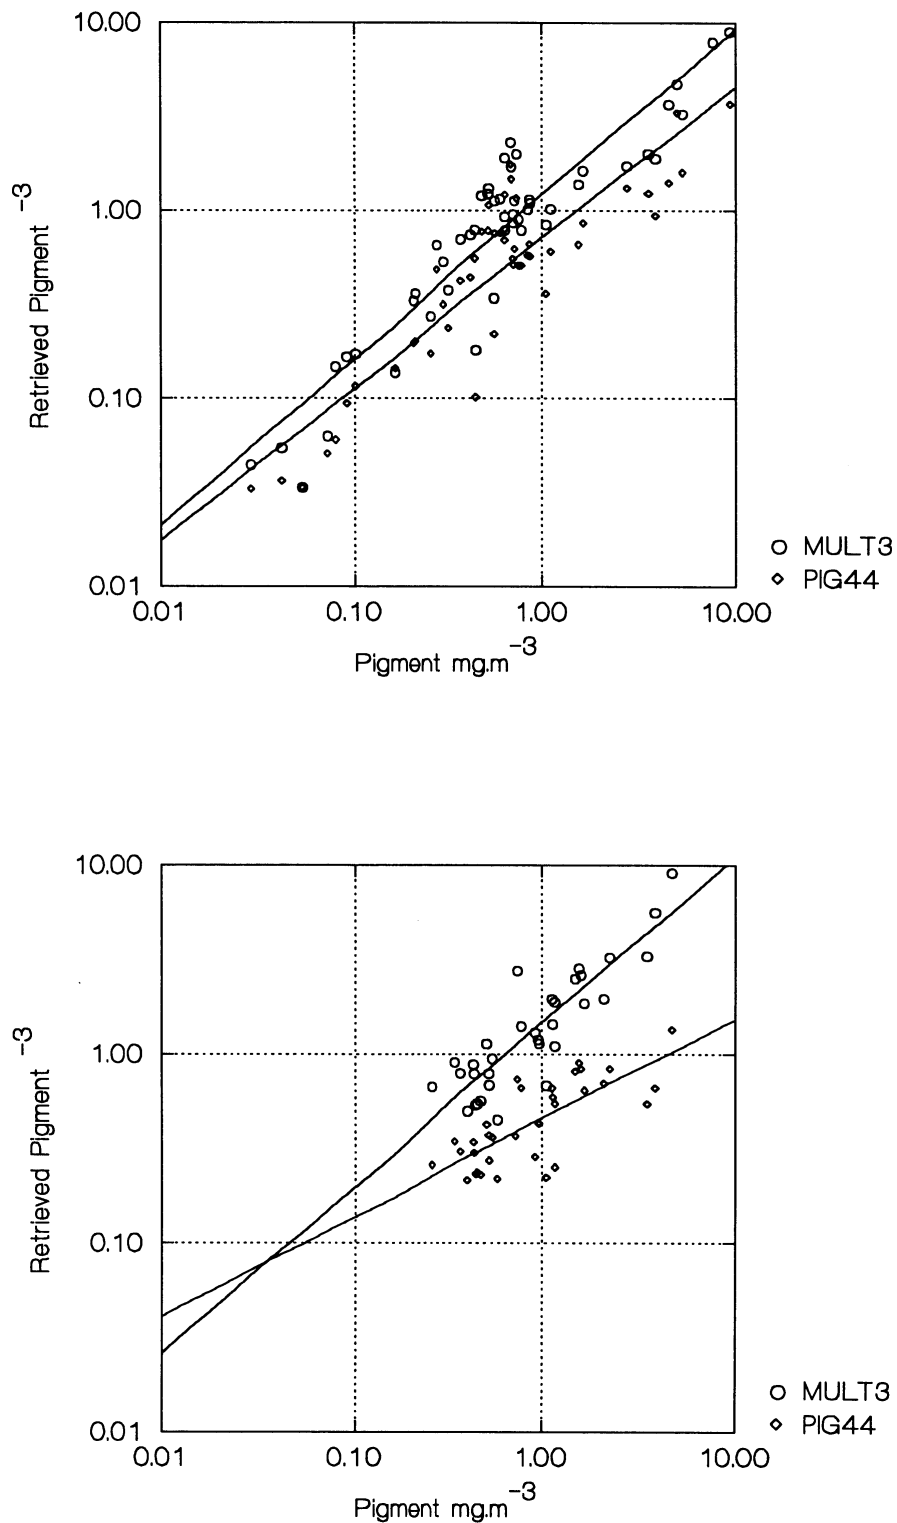 10.00
1.00
0.10
0.01
Retrieved Pigment -3
0.01 0.10 1.00 10.00
Pigment mg.m -3
MULT3
PIG44
10.00
1.00
0.10
0.01
Retrieved Pigment -3
0.01 0.10 1.00 10.00
Pigment mg.m -3
MULT3
PIG44